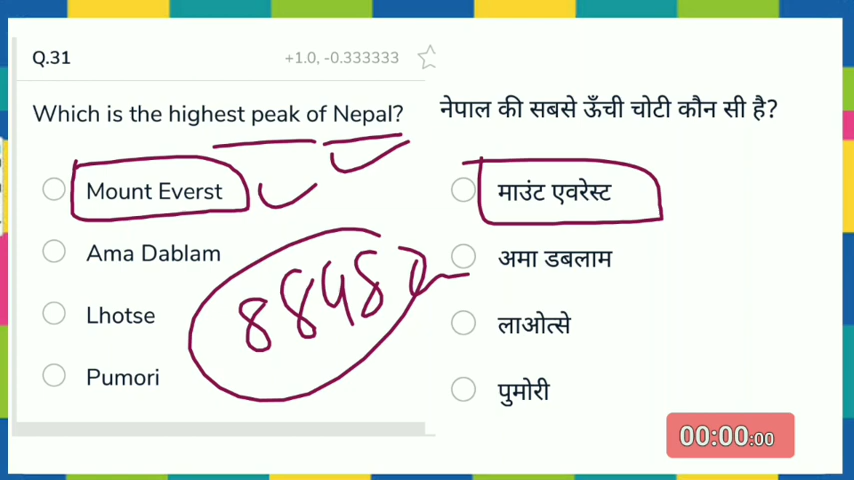 Q.31
+1.0, -0.333333
Which is the highest peak of Nepal?
Mount Everst
Ama Dablam
Lhotse
Pumori
8848
नेपाल की सबसे ऊँची चोटी कौन सी है?
माउंट एवरेस्ट
अमा डबलाम
लाओत्से
पुमोरी
00:00:00